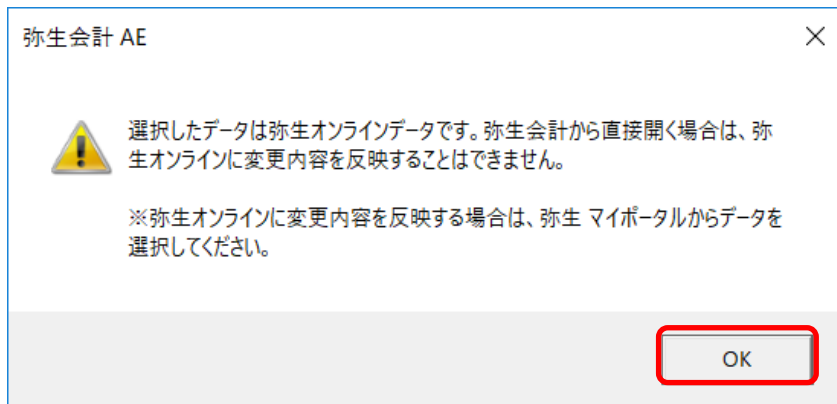 弥生会計 AE
選択したデータは弥生オンラインデータです。弥生会計から直接開く場合は、弥
生オンラインに変更内容を反映することはできません。
※弥生オンラインに変更内容を反映する場合は、弥生 マイポータルからデータを
選択してください。
OK